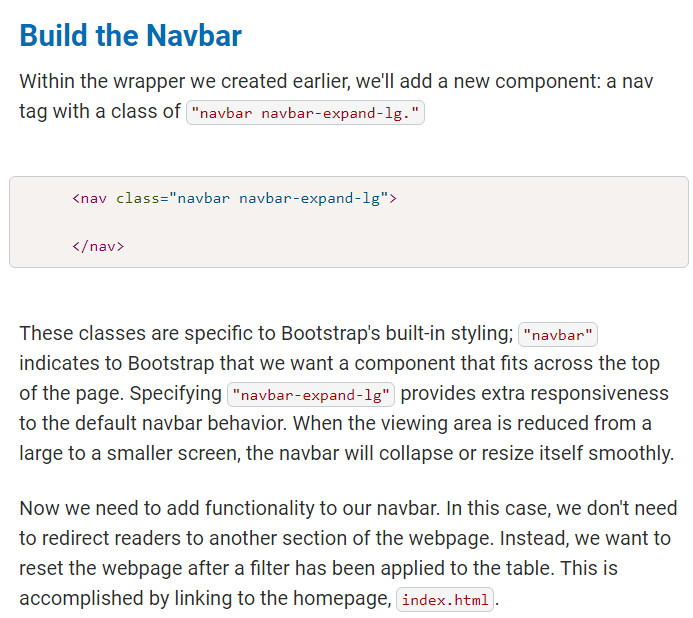 Build the Navbar
Within the wrapper we created earlier, we'll add a new component: a nav
tag with a class of "navbar navbar-expand-lg."
<nav class="navbar navbar-expand-lg">
</nav>
These classes are specific to Bootstrap's built-in styling; "navbar"
indicates to Bootstrap that we want a component that fits across the top
of the page. Specifying "navbar-expand-lg" provides extra responsiveness
to the default navbar behavior. When the viewing area is reduced from a
large to a smaller screen, the navbar will collapse or resize itself smoothly.
Now we need to add functionality to our navbar. In this case, we don't need
to redirect readers to another section of the webpage. Instead, we want to
reset the webpage after a filter has been applied to the table. This is
accomplished by linking to the homepage, index.html.